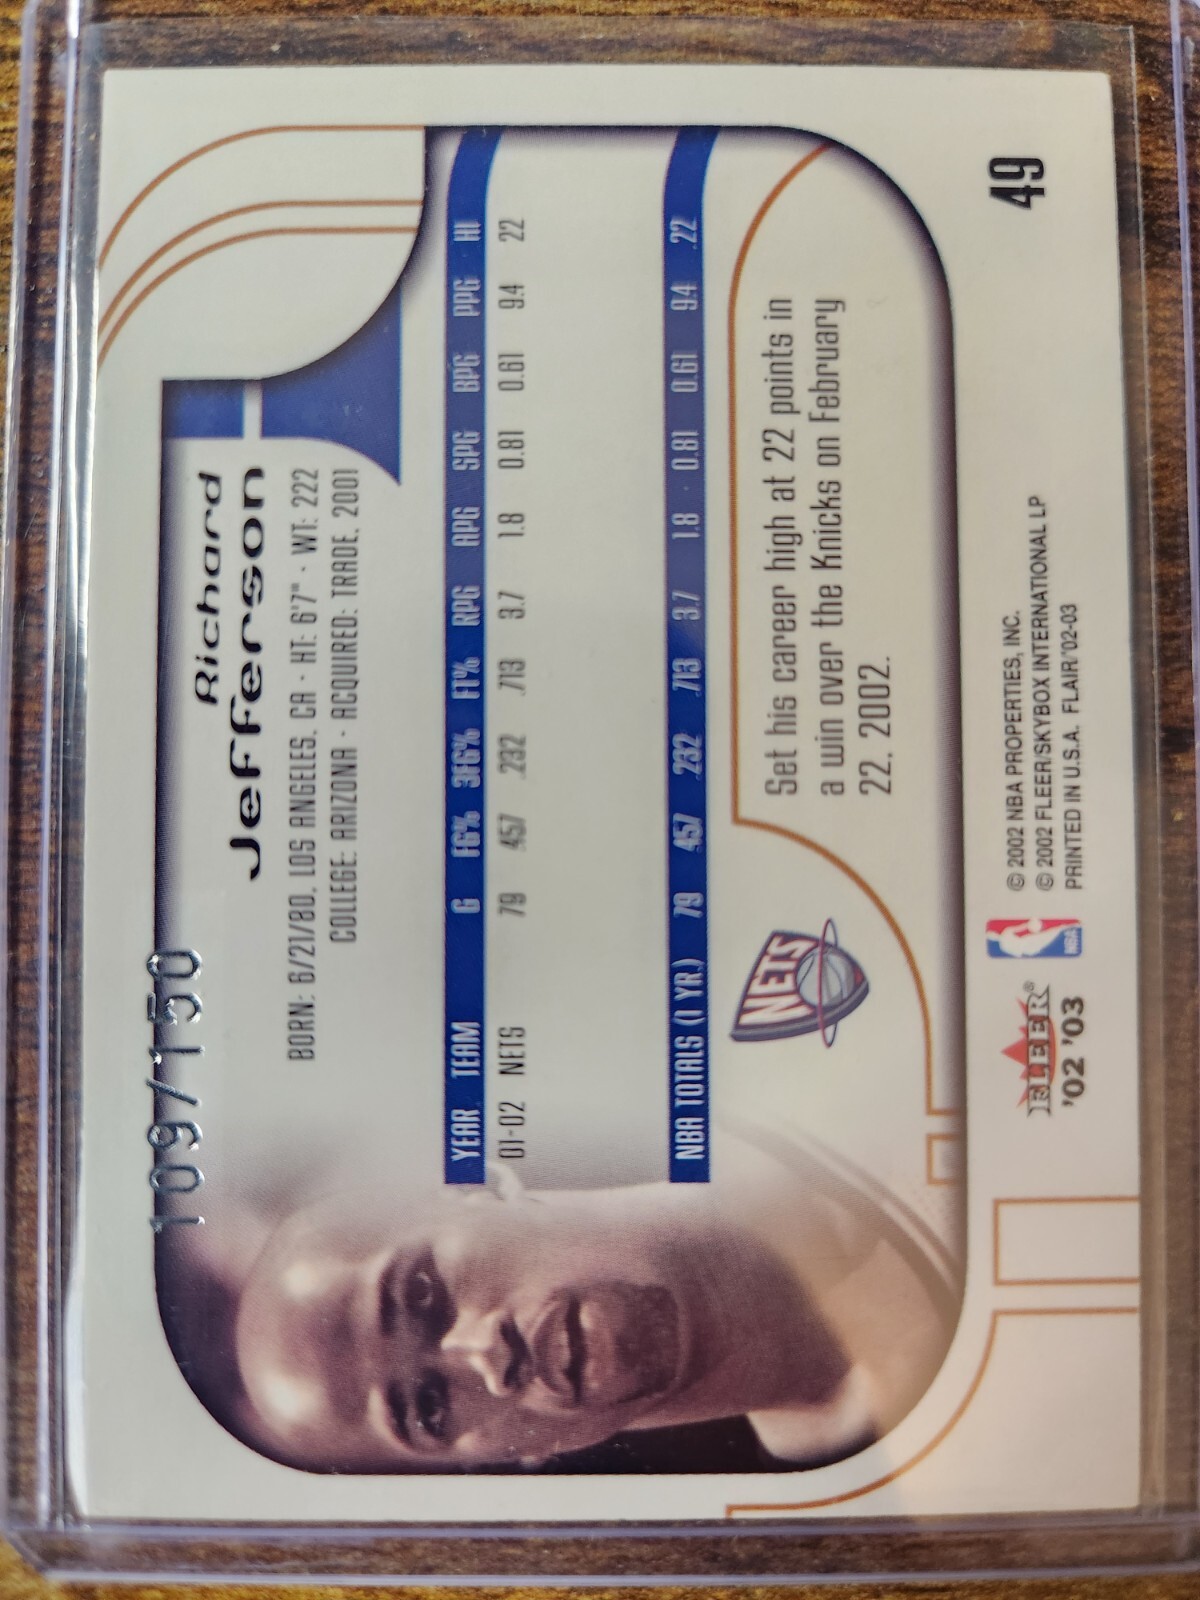 109/150
Richard
Jefferson
BORN: 6/21/80, LOS ANGELES, CA · HT: 6'7" · WT: 222
COLLEGE: ARIZONA · ACQUIRED: TRADE, 2001
YEAR TEAM G FG% 3FG% FT% RPG APG SPG BPG PPG HI
01-02 NETS 79 .457 .232 .713 3.7 1.8 0.81 0.61 9.4 22
NBA TOTALS (1 YR.) 79 .457 .232 .713 3.7 1.8 0.81 0.61 9.4 22
NETS
Set his career high at 22 points in
a win over the Knicks on February
22, 2002.
FLEER®
'02 '03
NBA
© 2002 NBA PROPERTIES, INC.
© 2002 FLEER/SKYBOX INTERNATIONAL LP
PRINTED IN U.S.A. FLAIR/'02-03
49